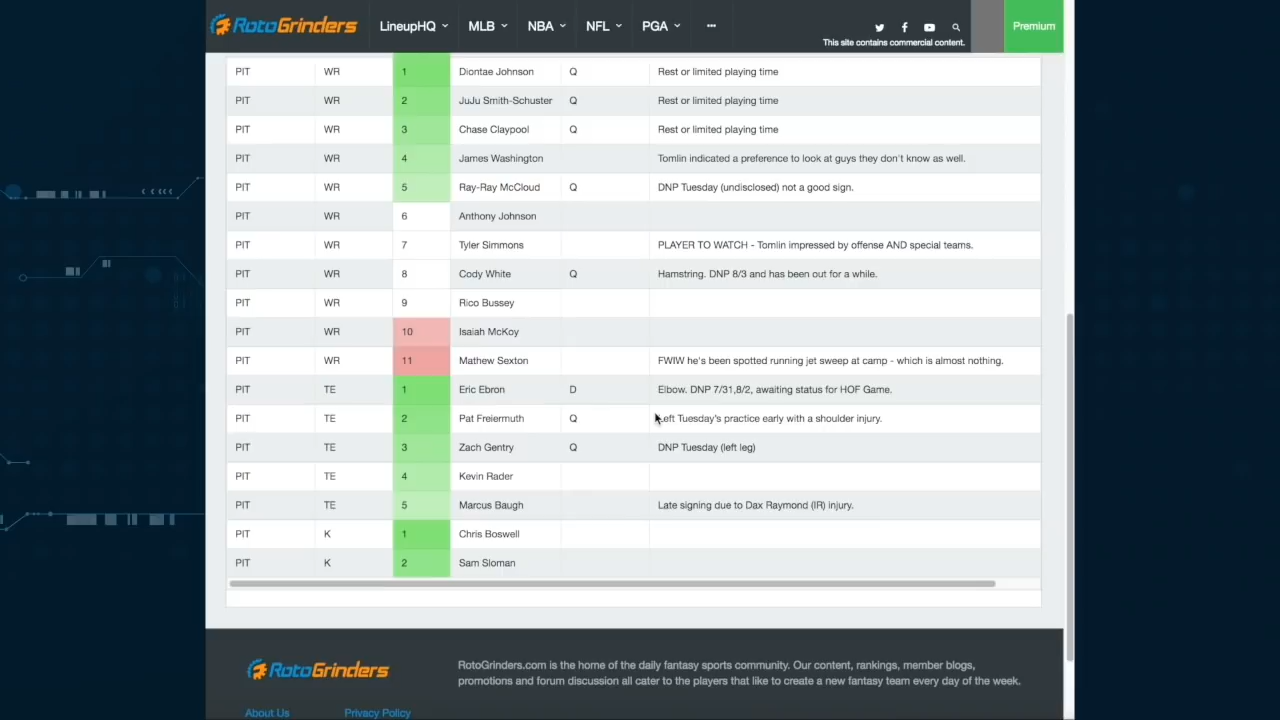 RotoGrinders LineupHQ MLB NBA NFL PGA ••• Premium
This site contains commercial content.
PIT WR 1 Diontae Johnson Q Rest or limited playing time
PIT WR 2 JuJu Smith-Schuster Q Rest or limited playing time
PIT WR 3 Chase Claypool Q Rest or limited playing time
PIT WR 4 James Washington Tomlin indicated a preference to look at guys they don't know as well.
PIT WR 5 Ray-Ray McCloud Q DNP Tuesday (undisclosed) not a good sign.
PIT WR 6 Anthony Johnson
PIT WR 7 Tyler Simmons PLAYER TO WATCH - Tomlin impressed by offense AND special teams.
PIT WR 8 Cody White Q Hamstring. DNP 8/3 and has been out for a while.
PIT WR 9 Rico Bussey
PIT WR 10 Isaiah McKoy
PIT WR 11 Mathew Sexton FWIW he's been spotted running jet sweep at camp - which is almost nothing.
PIT TE 1 Eric Ebron D Elbow. DNP 7/31,8/2, awaiting status for HOF Game.
PIT TE 2 Pat Freiermuth Q Left Tuesday's practice early with a shoulder injury.
PIT TE 3 Zach Gentry Q DNP Tuesday (left leg)
PIT TE 4 Kevin Rader
PIT TE 5 Marcus Baugh Late signing due to Dax Raymond (IR) injury.
PIT K 1 Chris Boswell
PIT K 2 Sam Sloman
RotoGrinders
RotoGrinders.com is the home of the daily fantasy sports community. Our content, rankings, member blogs,
promotions and forum discussion all cater to the players that like to create a new fantasy team every day of the week.
About Us Privacy Policy